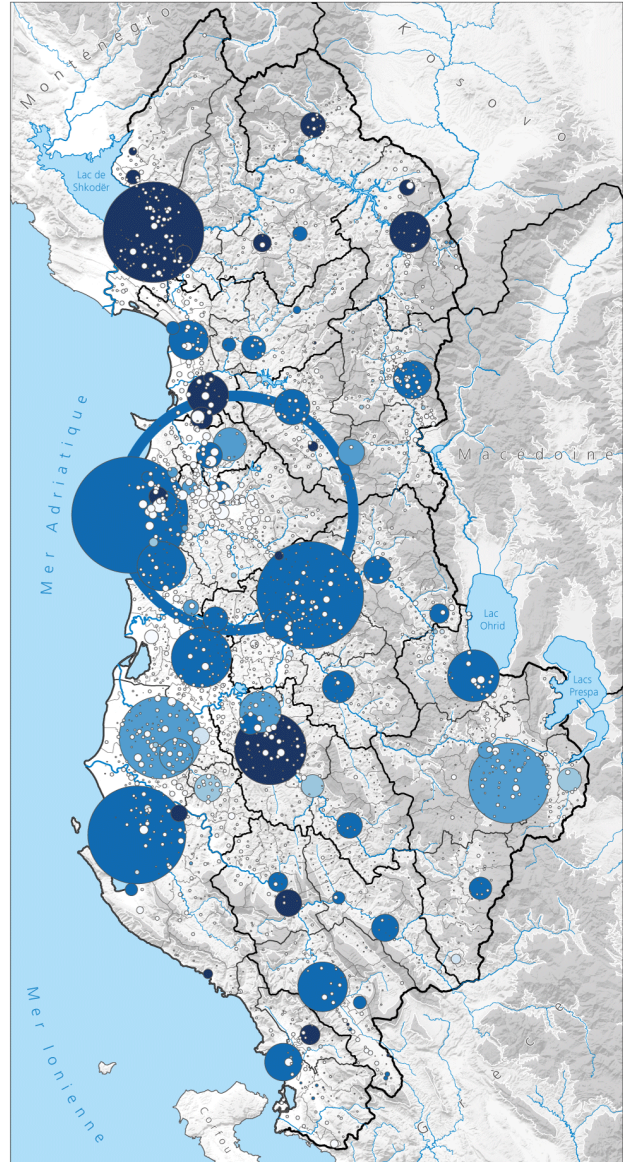 Monténégro
Kosovo
Lac de
Shkodër
Mer Adriatique
Macédoine
Lac
Ohrid
Lacs
Prespa
Mer Ionienne